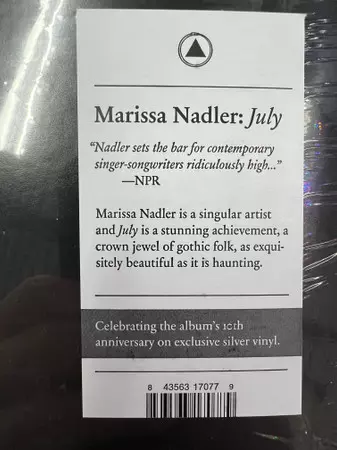 Marissa Nadler: July
“Nadler sets the bar for contemporary
singer-songwriters ridiculously high...”
—NPR
Marissa Nadler is a singular artist
and July is a stunning achievement, a
crown jewel of gothic folk, as exqui-
sitely beautiful as it is haunting.
Celebrating the album’s 10th
anniversary on exclusive silver vinyl.
8 43563 17077 9